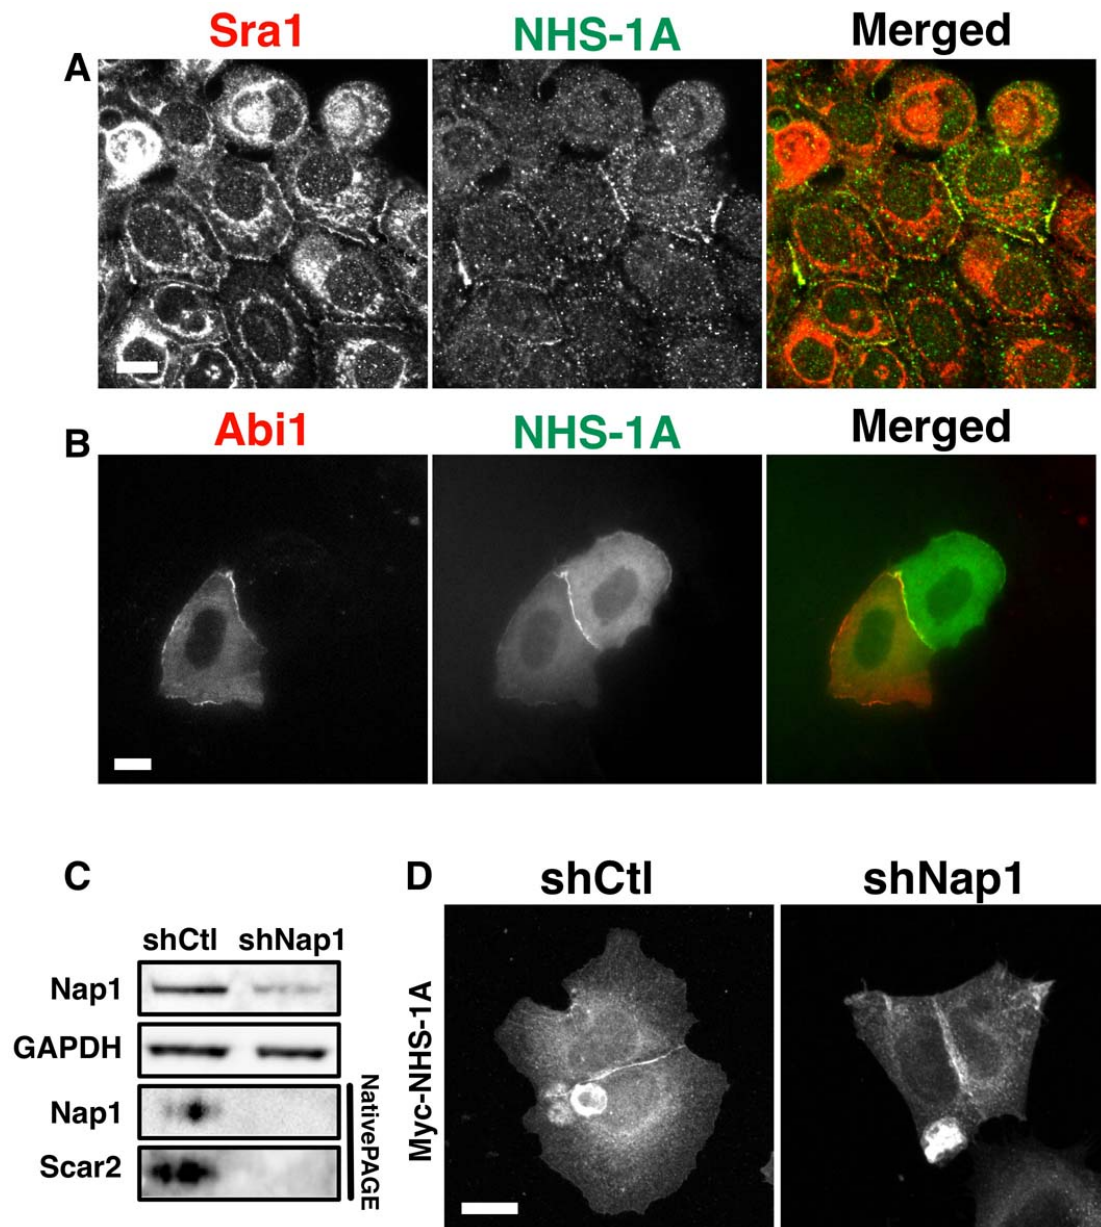 Sra1 NHS-1A Merged
A
Abi1 NHS-1A Merged
B
C
shCtl shNap1
Nap1
GAPDH
Nap1
Scar2
NativePAGE
D
shCtl shNap1
Myc-NHS-1A